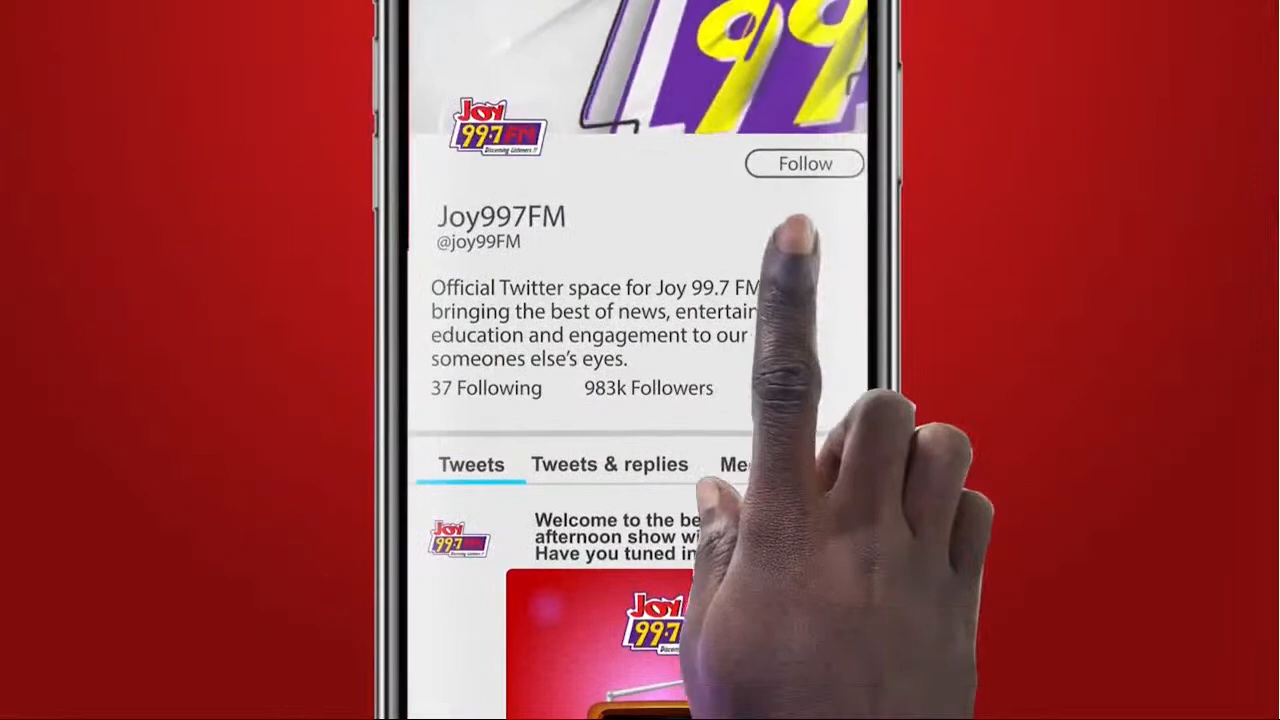 99
JOY
99.7 FM
Discerning Listeners !!
Follow
Joy997FM
@joy99FM
Official Twitter space for Joy 99.7 FM
bringing the best of news, entertain
education and engagement to our
someones else's eyes.
37 Following 983k Followers
Tweets Tweets & replies Me
JOY
99.7 FM
Welcome to the be
afternoon show wi
Have you tuned in
JOY
99.7